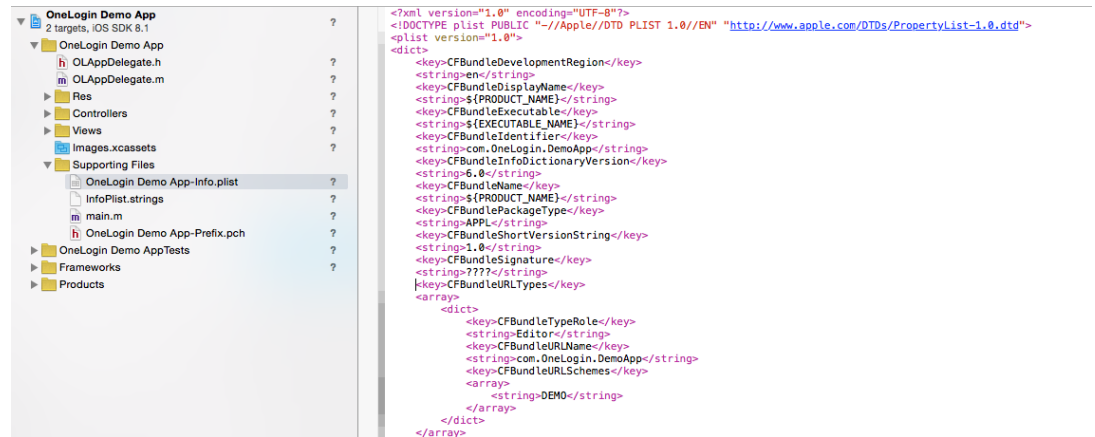 OneLogin Demo App
2 targets, iOS SDK 8.1
?
OneLogin Demo App
h OLAppDelegate.h ?
m OLAppDelegate.m ?
Res ?
Controllers ?
Views ?
Images.xcassets ?
Supporting Files
OneLogin Demo App-Info.plist ?
InfoPlist.strings ?
m main.m ?
h OneLogin Demo App-Prefix.pch ?
OneLogin Demo AppTests ?
Frameworks ?
Products
<?xml version="1.0" encoding="UTF-8"?>
<!DOCTYPE plist PUBLIC "-//Apple//DTD PLIST 1.0//EN" "http://www.apple.com/DTDs/PropertyList-1.0.dtd">
<plist version="1.0">
<dict>
<key>CFBundleDevelopmentRegion</key>
<string>en</string>
<key>CFBundleDisplayName</key>
<string>${PRODUCT_NAME}</string>
<key>CFBundleExecutable</key>
<string>${EXECUTABLE_NAME}</string>
<key>CFBundleIdentifier</key>
<string>com.OneLogin.DemoApp</string>
<key>CFBundleInfoDictionaryVersion</key>
<string>6.0</string>
<key>CFBundleName</key>
<string>${PRODUCT_NAME}</string>
<key>CFBundlePackageType</key>
<string>APPL</string>
<key>CFBundleShortVersionString</key>
<string>1.0</string>
<key>CFBundleSignature</key>
<string>????</string>
<key>CFBundleURLTypes</key>
<array>
<dict>
<key>CFBundleTypeRole</key>
<string>Editor</string>
<key>CFBundleURLName</key>
<string>com.OneLogin.DemoApp</string>
<key>CFBundleURLSchemes</key>
<array>
<string>DEMO</string>
</array>
</dict>
</array>